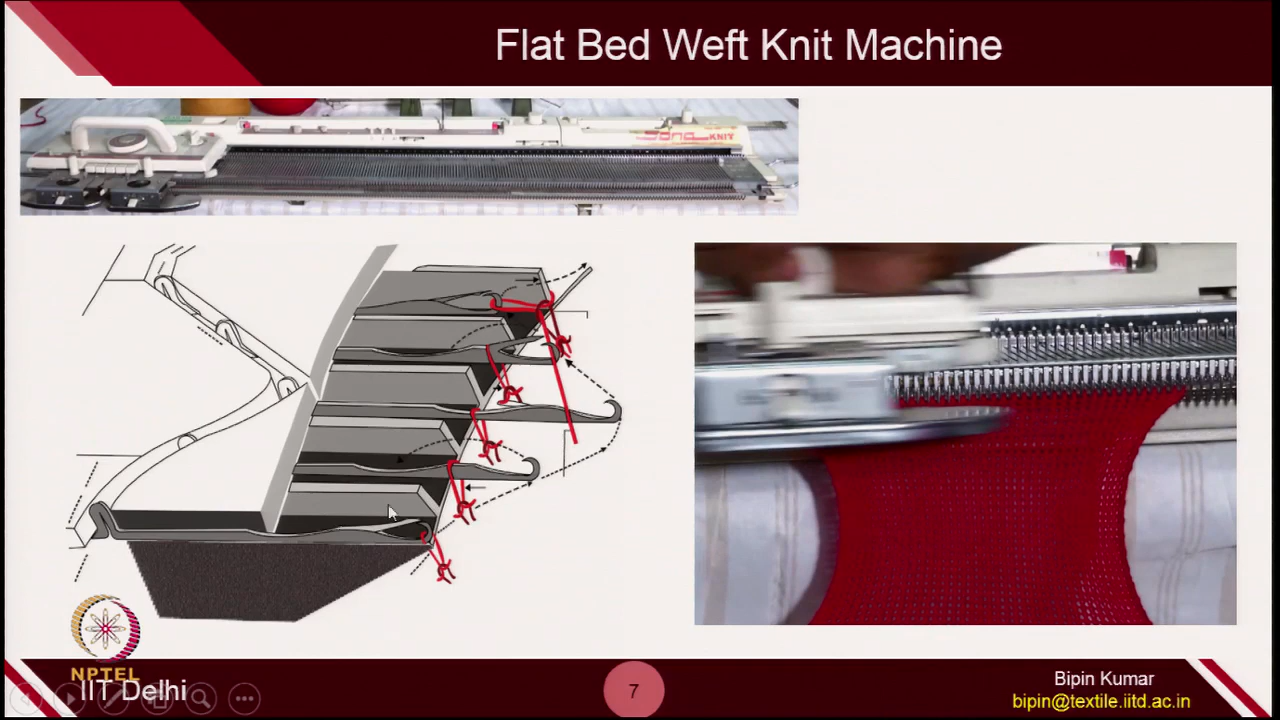 Flat Bed Weft Knit Machine
KNIT
NPTEL
IIT Delhi
7
Bipin Kumar
bipin@textile.iitd.ac.in